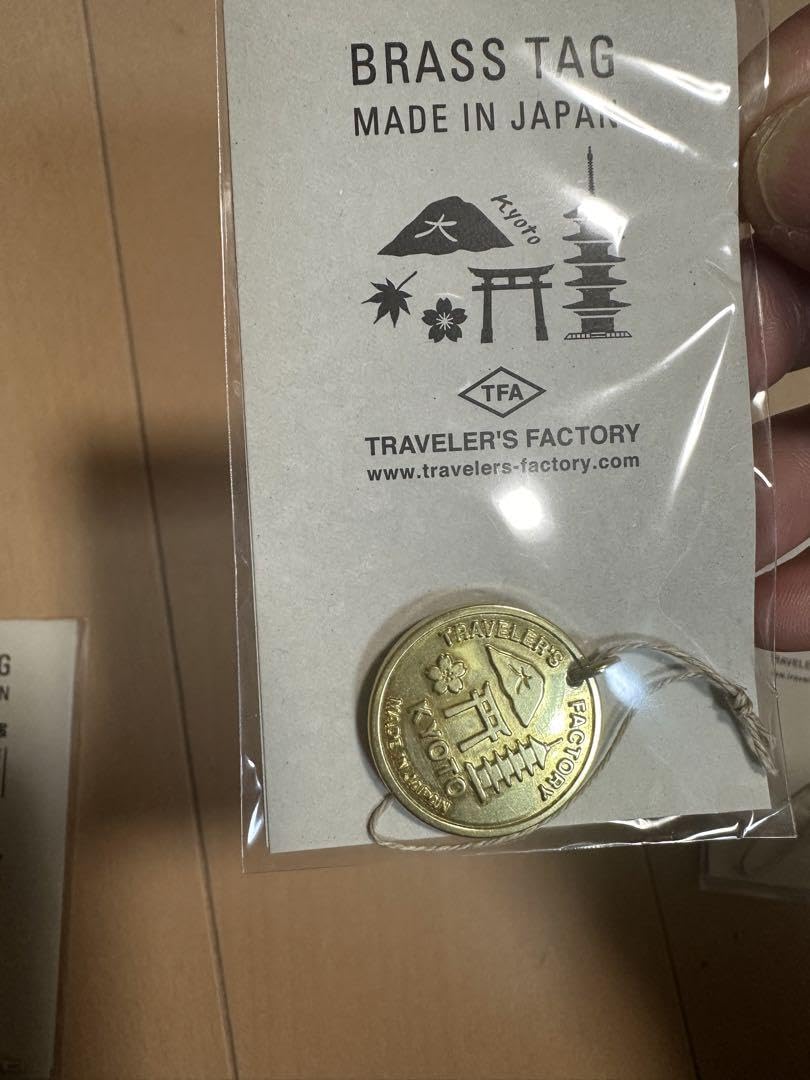 BRASS TAG
MADE IN JAPAN
大
Kyoto
TFA
TRAVELER'S FACTORY
www.travelers-factory.com
TRAVELER'S FACTORY
大
KYOTO
MADE IN JAPAN
G
N